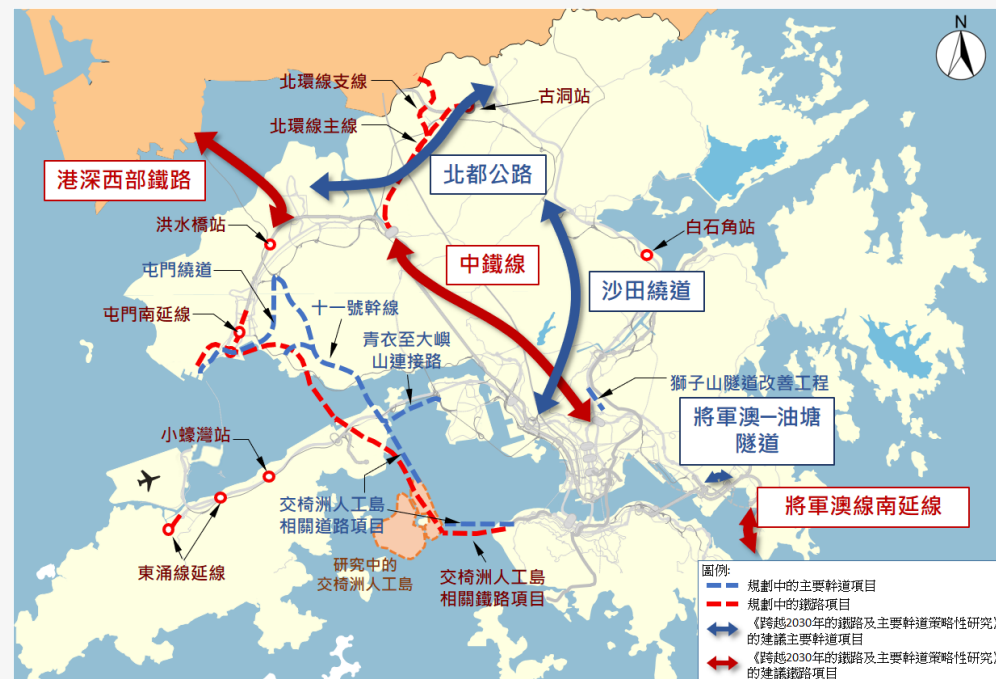 N
北環線支線
古洞站
北環線主線
港深西部鐵路
北都公路
洪水橋站
白石角站
中鐵線
屯門繞道
沙田繞道
十一號幹線
屯門南延線
青衣至大嶼
山連接路
獅子山隧道改善工程
將軍澳—油塘
隧道
小蠔灣站
交椅洲人工島
相關道路項目
將軍澳線南延線
研究中的
交椅洲人工島
東涌線延線
交椅洲人工島
相關鐵路項目
圖例:
規劃中的主要幹道項目
規劃中的鐵路項目
《跨越2030年的鐵路及主要幹道策略性研究》
的建議主要幹道項目
《跨越2030年的鐵路及主要幹道策略性研究》
的建議鐵路項目